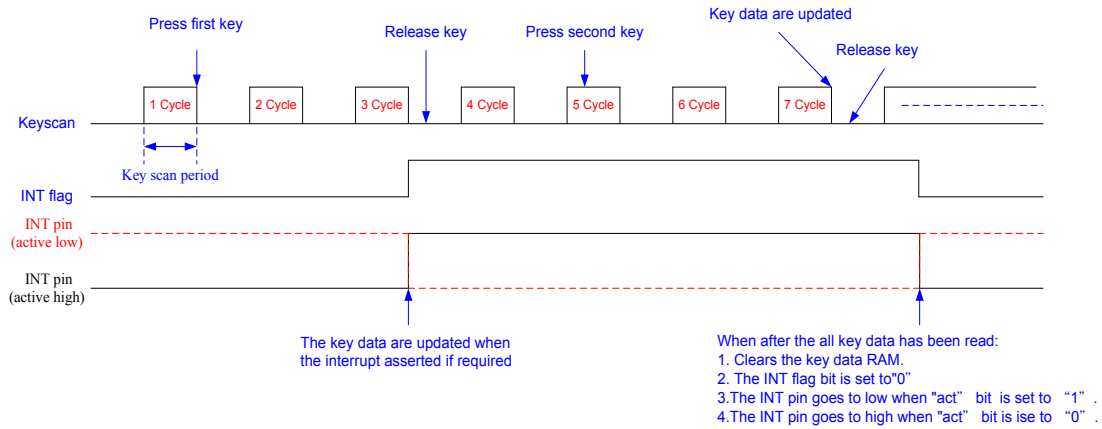 Press first key
Release key
Press second key
Key data are updated
Release key
1 Cycle
2 Cycle
3 Cycle
4 Cycle
5 Cycle
6 Cycle
7 Cycle
Keyscan
Key scan period
INT flag
INT pin
(active low)
INT pin
(active high)
The key data are updated when
the interrupt asserted if required
When after the all key data has been read:
1. Clears the key data RAM.
2. The INT flag bit is set to"0”
3.The INT pin goes to low when "act” bit is set to “1”.
4.The INT pin goes to high when "act” bit is ise to “0”.